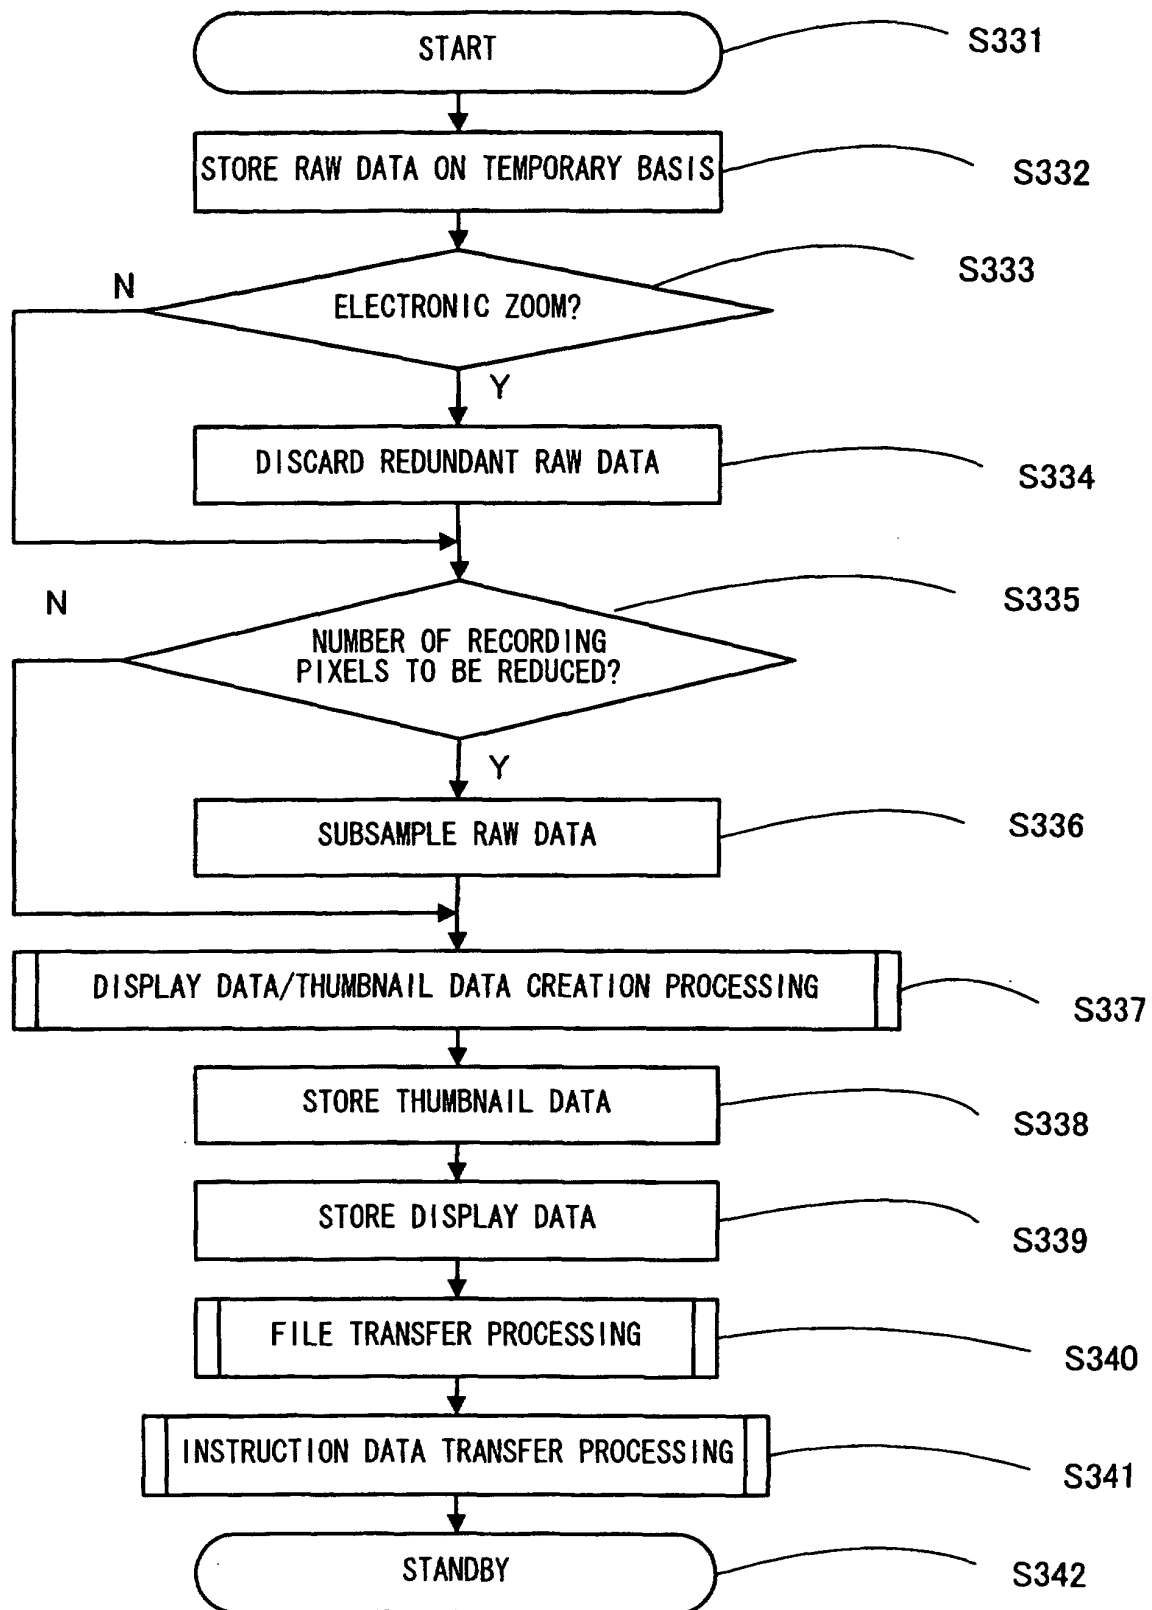 START
S331
STORE RAW DATA ON TEMPORARY BASIS
S332
S333
N
ELECTRONIC ZOOM?
Y
DISCARD REDUNDANT RAW DATA
S334
S335
N
NUMBER OF RECORDING
PIXELS TO BE REDUCED?
Y
SUBSAMPLE RAW DATA
S336
DISPLAY DATA/THUMBNAIL DATA CREATION PROCESSING
S337
STORE THUMBNAIL DATA
S338
STORE DISPLAY DATA
S339
FILE TRANSFER PROCESSING
S340
INSTRUCTION DATA TRANSFER PROCESSING
S341
STANDBY
S342